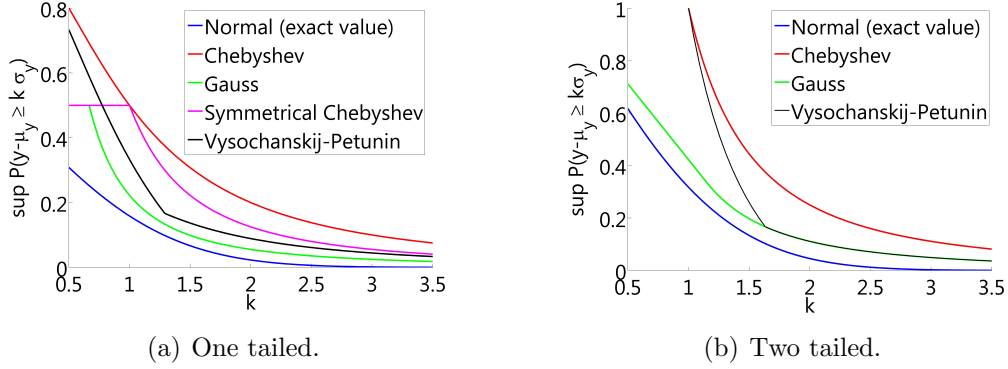 sup P(y-μy ≥ k σy)
0.8
0.6
0.4
0.2
0
0.5
1
1.5
2
2.5
3
3.5
k
Normal (exact value)
Chebyshev
Gauss
Symmetrical Chebyshev
Vysochanskij-Petunin
(a) One tailed.
sup P(y-μy ≥ kσy)
1
0.8
0.6
0.4
0.2
0
0.5
1
1.5
2
2.5
3
3.5
k
Normal (exact value)
Chebyshev
Gauss
Vysochanskij-Petunin
(b) Two tailed.